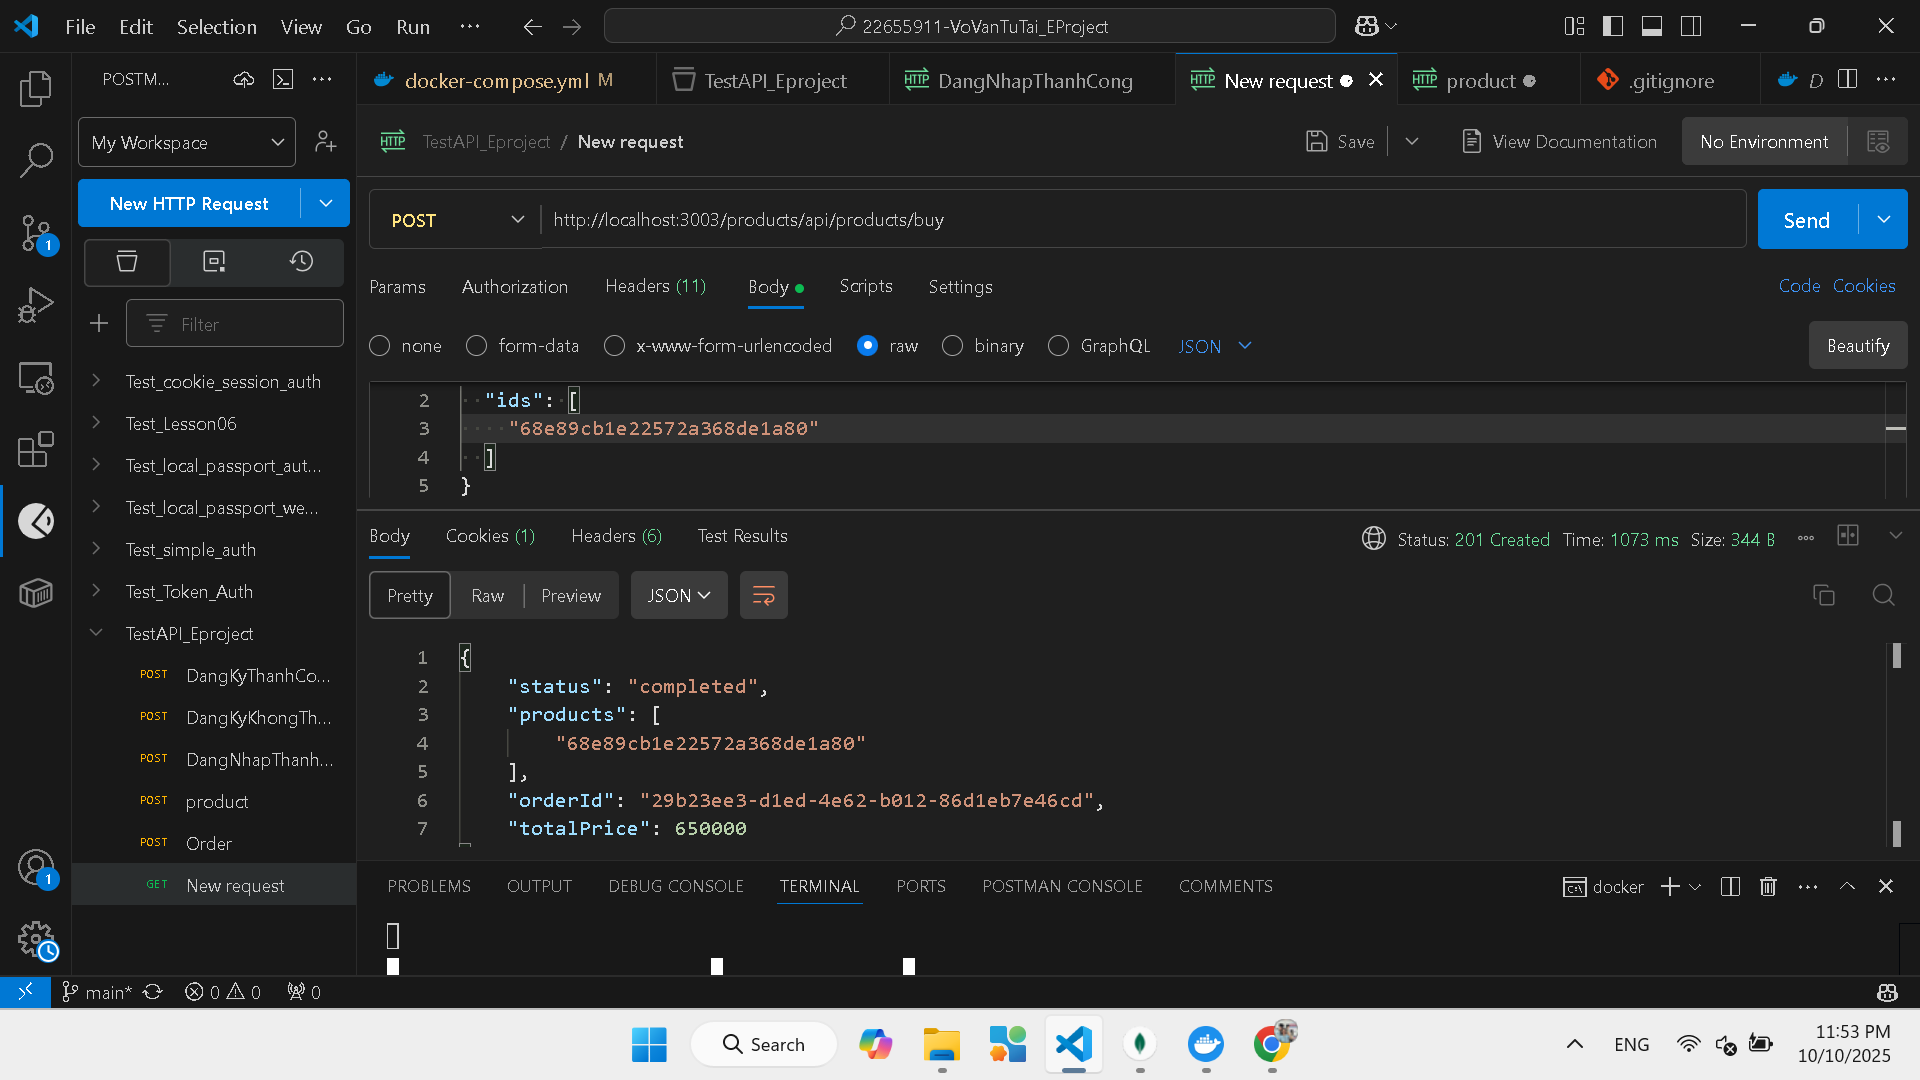 File Edit Selection View Go Run ··· 22655911-VoVanTuTai_EProject
POSTM...
docker-compose.yml M
TestAPI_Eproject
DangNhapThanhCong
New request
product
.gitignore
D
My Workspace
TestAPI_Eproject / New request
Save
View Documentation
No Environment
New HTTP Request
POST
http://localhost:3003/products/api/products/buy
Send
Params Authorization Headers (11) Body Scripts Settings
Code Cookies
Filter
none form-data x-www-form-urlencoded raw binary GraphQL JSON
Beautify
Test_cookie_session_auth
Test_Lesson06
Test_local_passport_aut...
Test_local_passport_we...
Test_simple_auth
Test_Token_Auth
TestAPI_Eproject
POST DangKyThanhCo...
POST DangKyKhongTh...
POST DangNhapThanh...
POST product
POST Order
GET New request
2 "ids": [
3 "68e89cb1e22572a368de1a80"
4 ]
5 }
Body Cookies (1) Headers (6) Test Results
Status: 201 Created Time: 1073 ms Size: 344 B
Pretty Raw Preview JSON
1 {
2 "status": "completed",
3 "products": [
4 "68e89cb1e22572a368de1a80"
5 ],
6 "orderId": "29b23ee3-d1ed-4e62-b012-86d1eb7e46cd",
7 "totalPrice": 650000
PROBLEMS OUTPUT DEBUG CONSOLE TERMINAL PORTS POSTMAN CONSOLE COMMENTS
docker
1
1
main* 0 0 0
Search
ENG
11:53 PM
10/10/2025